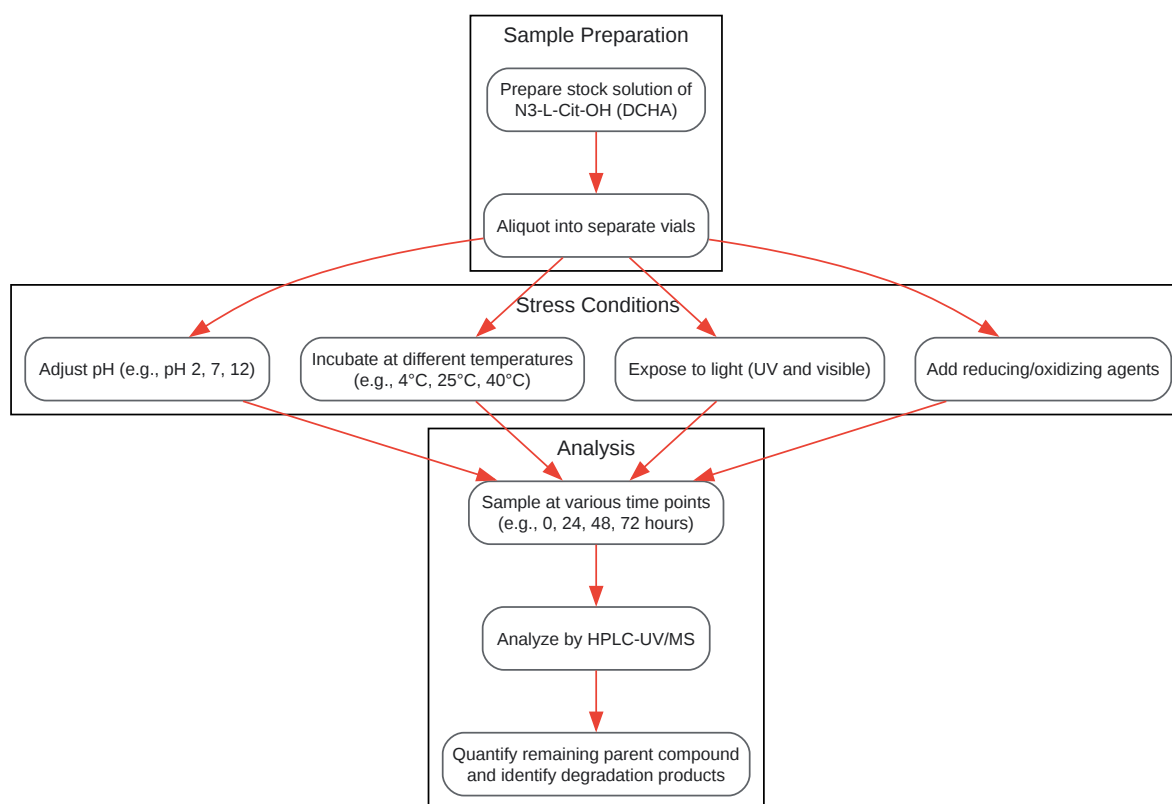 Sample Preparation
Prepare stock solution of
N3-L-Cit-OH (DCHA)
Aliquot into separate vials
Stress Conditions
Adjust pH (e.g., pH 2, 7, 12)
Incubate at different temperatures
(e.g., 4°C, 25°C, 40°C)
Expose to light (UV and visible)
Add reducing/oxidizing agents
Analysis
Sample at various time points
(e.g., 0, 24, 48, 72 hours)
Analyze by HPLC-UV/MS
Quantify remaining parent compound
and identify degradation products